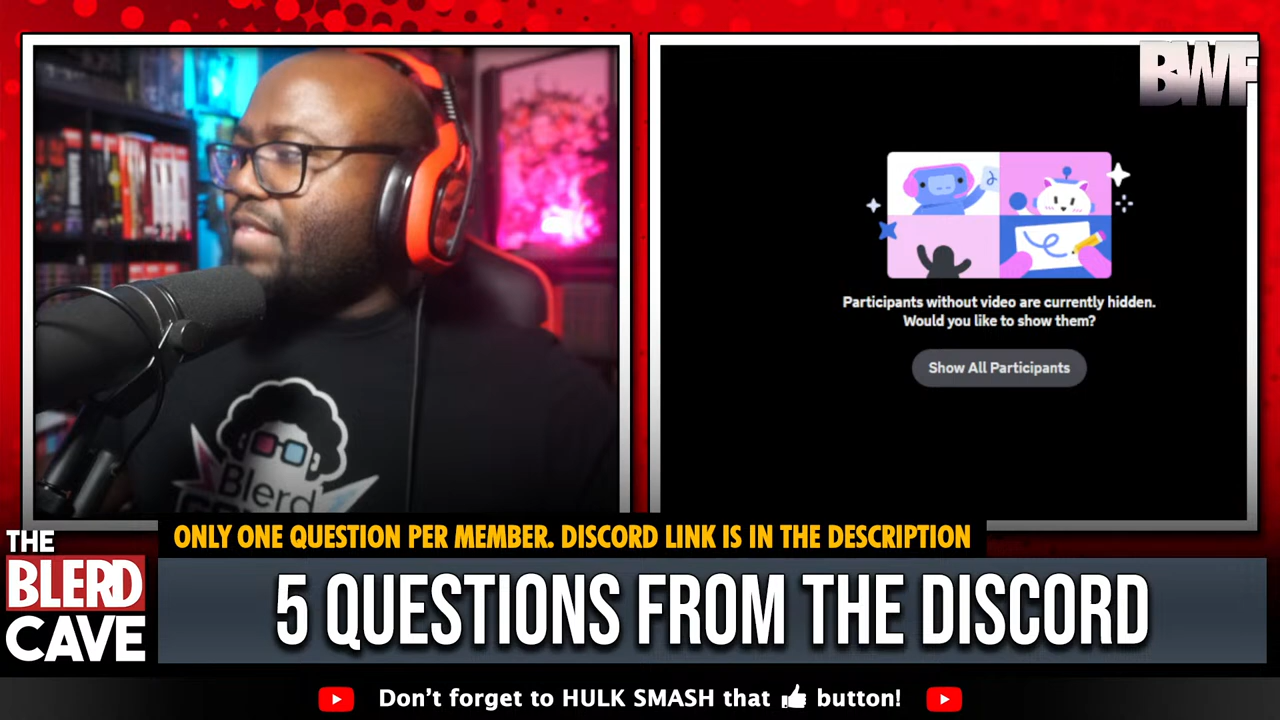 BWF
Blerd
Participants without video are currently hidden.
Would you like to show them?
Show All Participants
ONLY ONE QUESTION PER MEMBER. DISCORD LINK IS IN THE DESCRIPTION
THE
BLERD
CAVE
5 QUESTIONS FROM THE DISCORD
Don't forget to HULK SMASH that button!